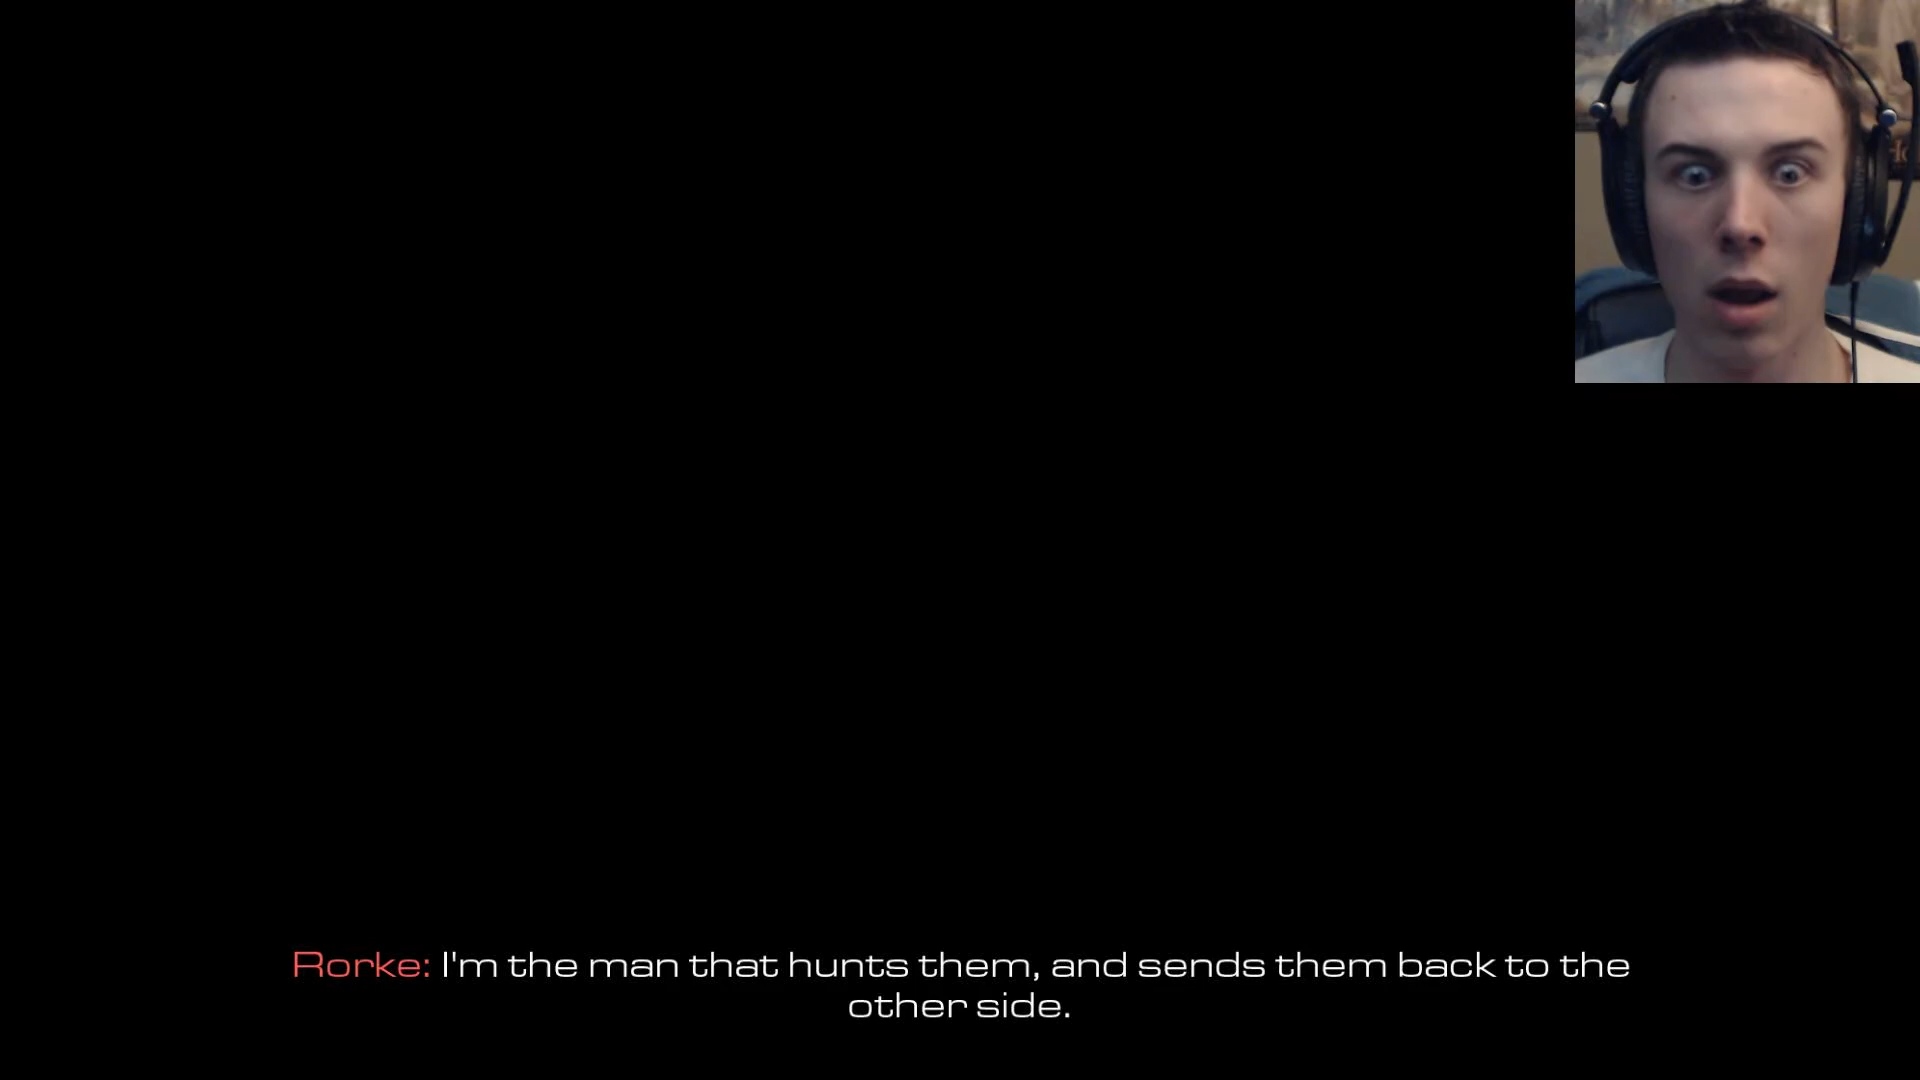 Rorke: I'm the man that hunts them, and sends them back to the
other side.